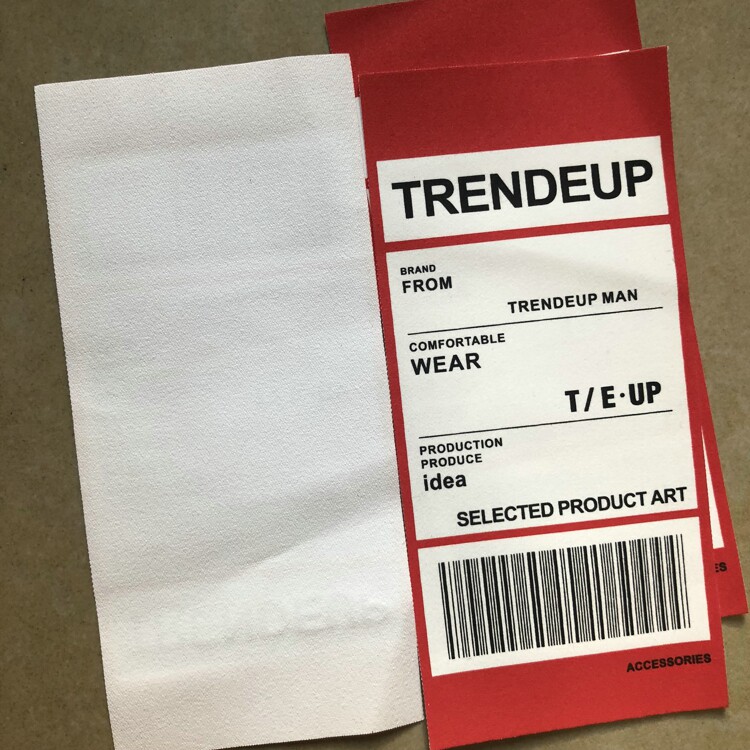 TRENDEUP
BRAND
FROM
TRENDEUP MAN
COMFORTABLE
WEAR
T/E·UP
PRODUCTION
PRODUCE
idea
SELECTED PRODUCT ART
ACCESSORIES